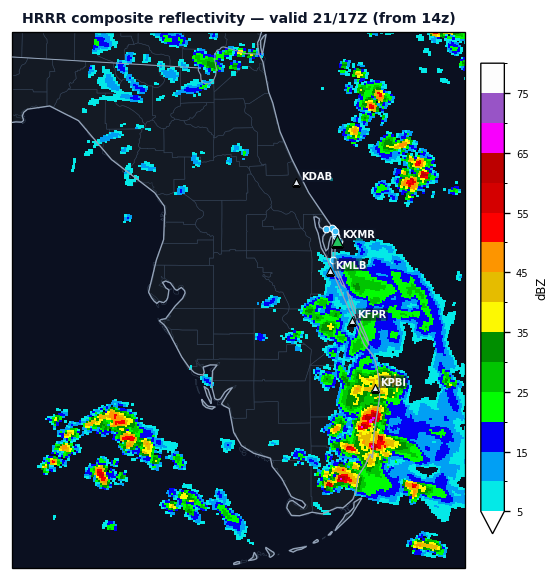 HRRR composite reflectivity — valid 21/17Z (from 14z)
KDAB
KXMR
KMLB
KFPR
KPBI
75
65
55
45
35
25
15
5
dBZ